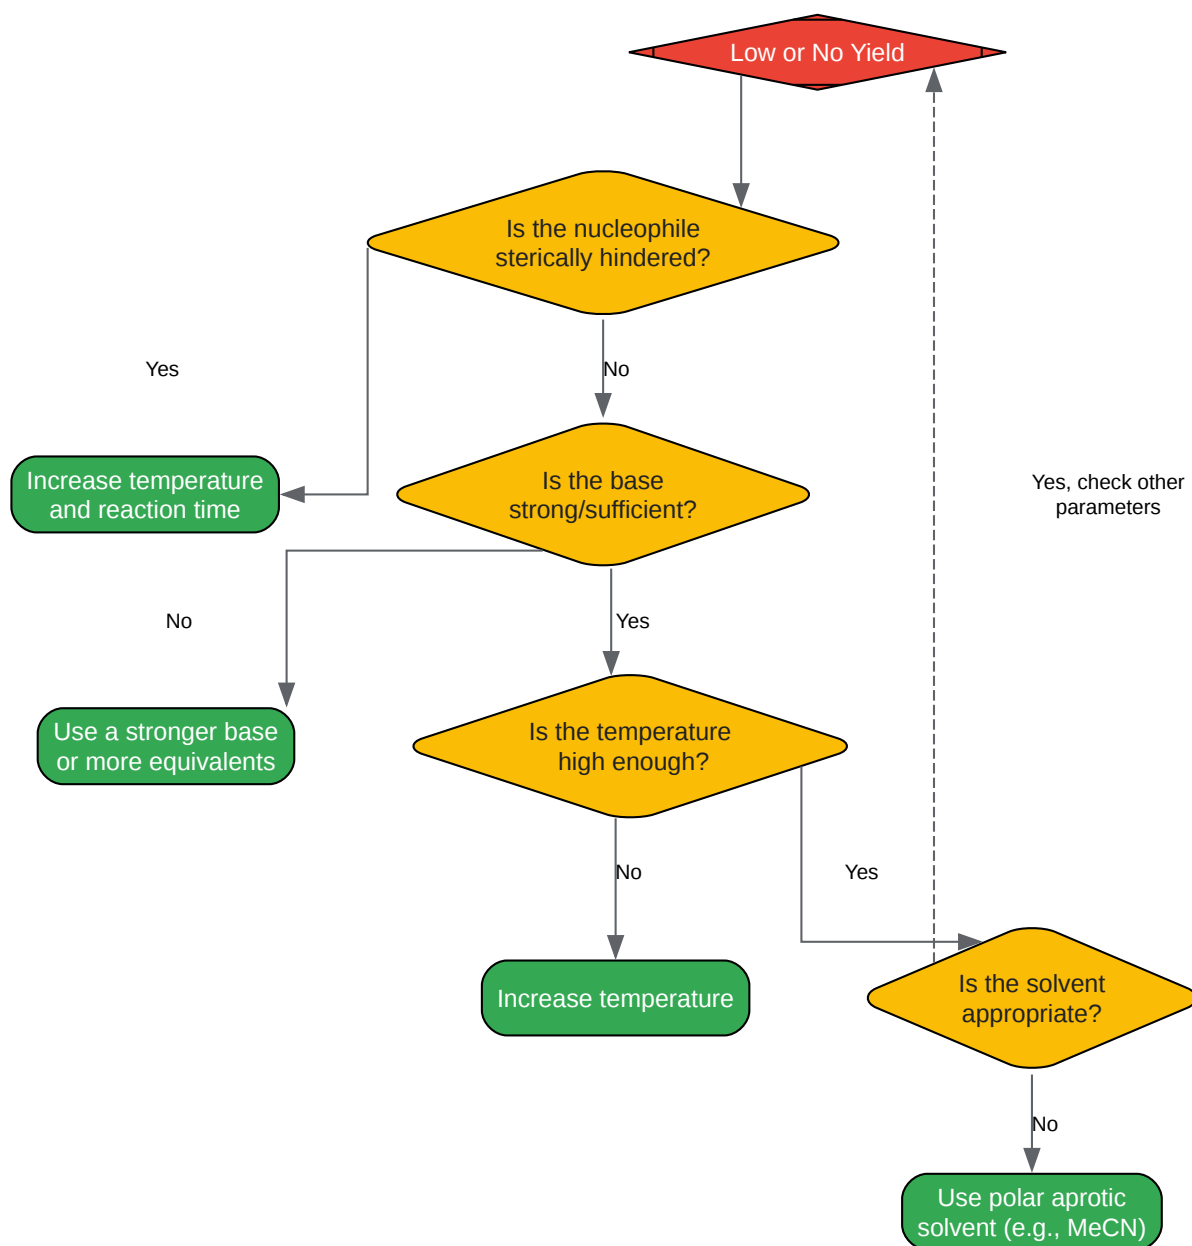 Low or No Yield
Is the nucleophile
sterically hindered?
Yes
No
Increase temperature
and reaction time
Is the base
strong/sufficient?
Yes, check other
parameters
No
Yes
Use a stronger base
or more equivalents
Is the temperature
high enough?
No
Yes
Increase temperature
Is the solvent
appropriate?
No
Use polar aprotic
solvent (e.g., MeCN)